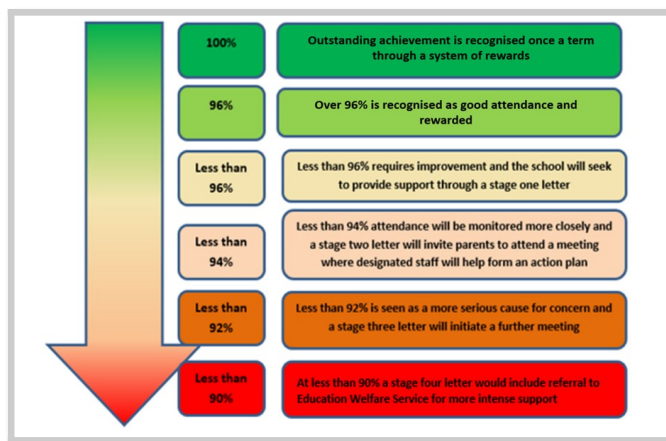 100%
Outstanding achievement is recognised once a term
through a system of rewards
96%
Over 96% is recognised as good attendance and
rewarded
Less than
96%
Less than 96% requires improvement and the school will seek
to provide support through a stage one letter
Less than
94%
Less than 94% attendance will be monitored more closely and
a stage two letter will invite parents to attend a meeting
where designated staff will help form an action plan
Less than
92%
Less than 92% is seen as a more serious cause for concern and
a stage three letter will initiate a further meeting
Less than
90%
At less than 90% a stage four letter would include referral to
Education Welfare Service for more intense support